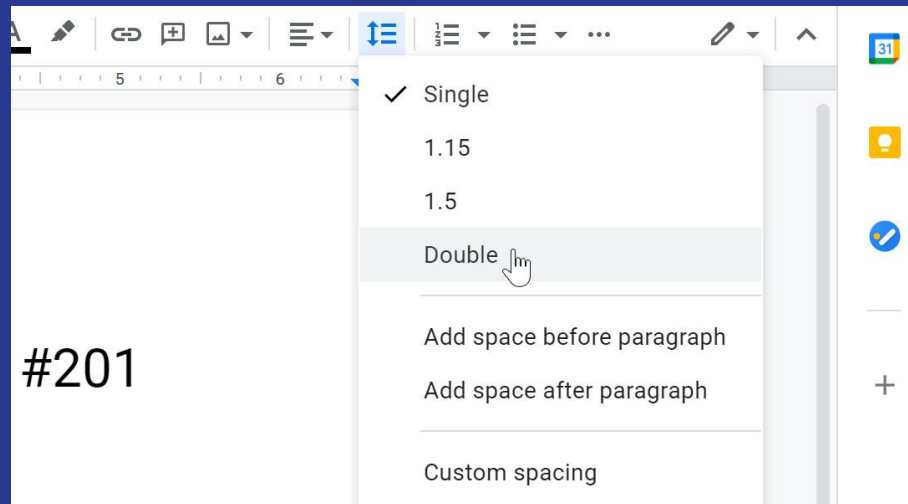 A
5 6
Single
1.15
1.5
Double
Add space before paragraph
#201
Add space after paragraph
Custom spacing
31